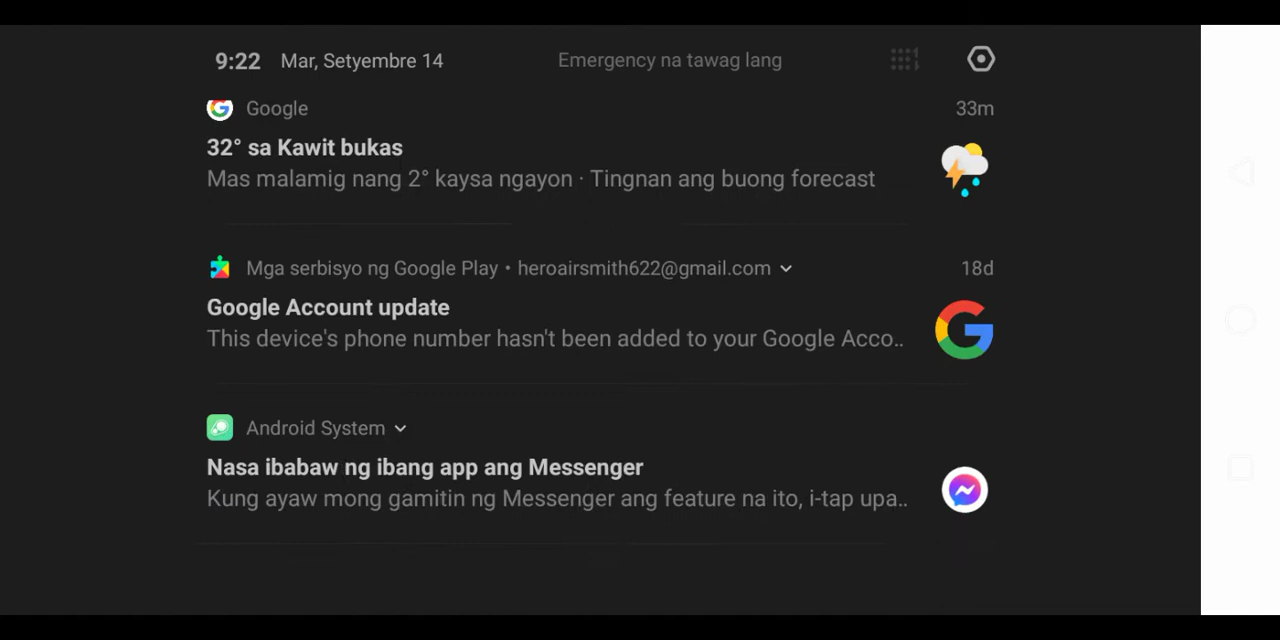 9:22 Mar, Setyembre 14 Emergency na tawag lang
Google 33m
32° sa Kawit bukas
Mas malamig nang 2° kaysa ngayon · Tingnan ang buong forecast
Mga serbisyo ng Google Play • heroairsmith622@gmail.com 18d
Google Account update
This device's phone number hasn't been added to your Google Acco..
Android System
Nasa ibabaw ng ibang app ang Messenger
Kung ayaw mong gamitin ng Messenger ang feature na ito, i-tap upa..